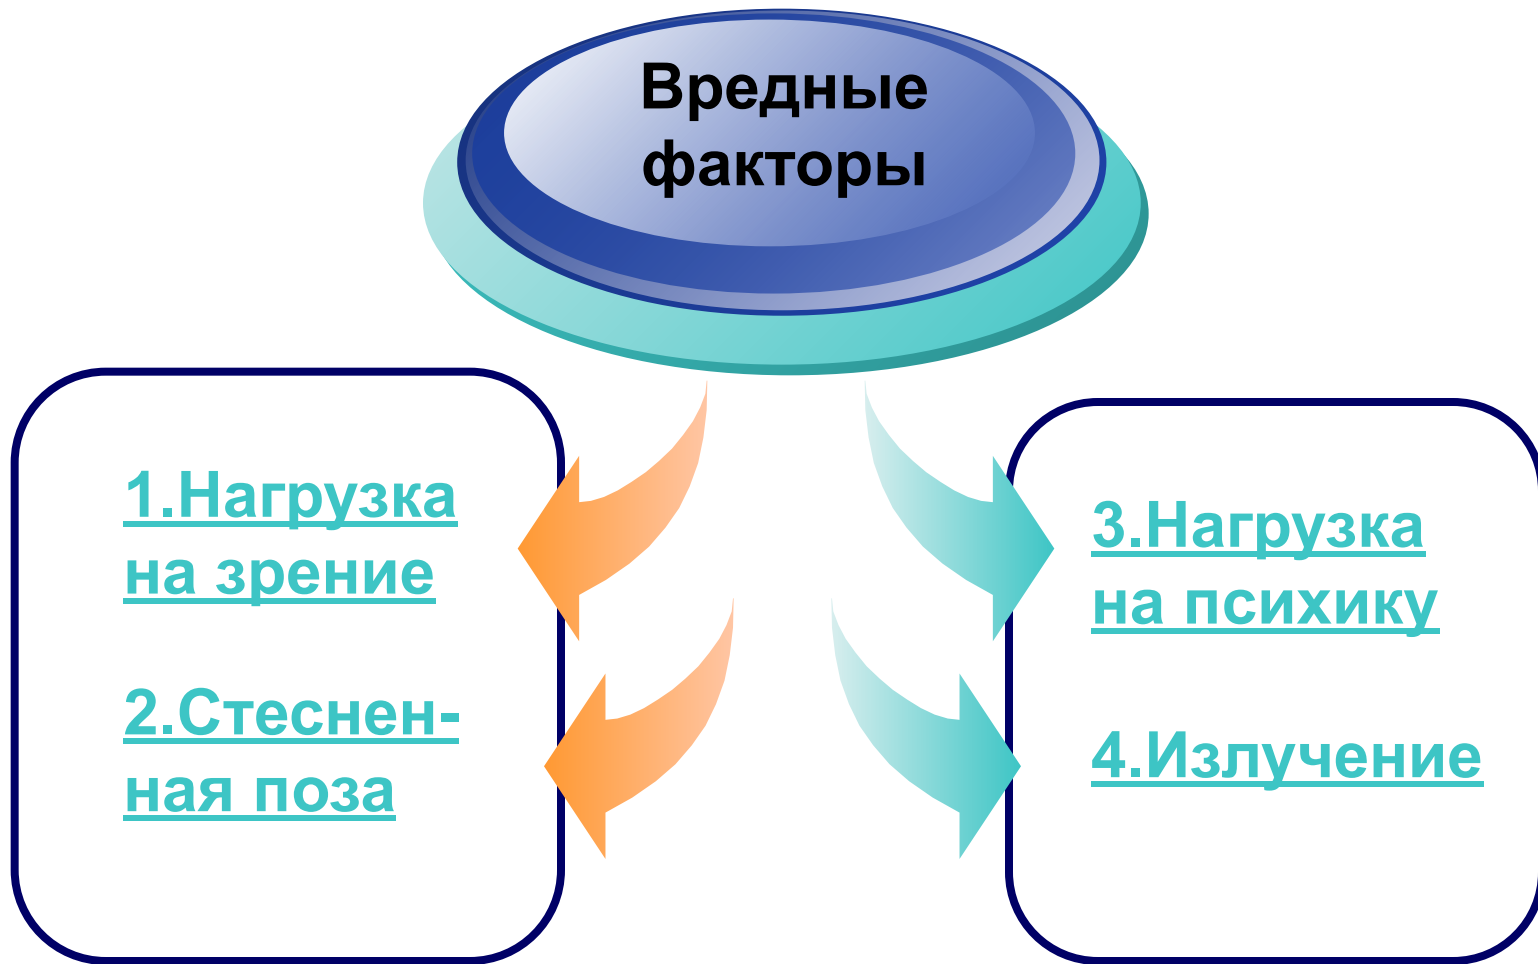 Вредные
факторы
1.Нагрузка
на зрение
2.Стеснен-
ная поза
3.Нагрузка
на психику
4.Излучение